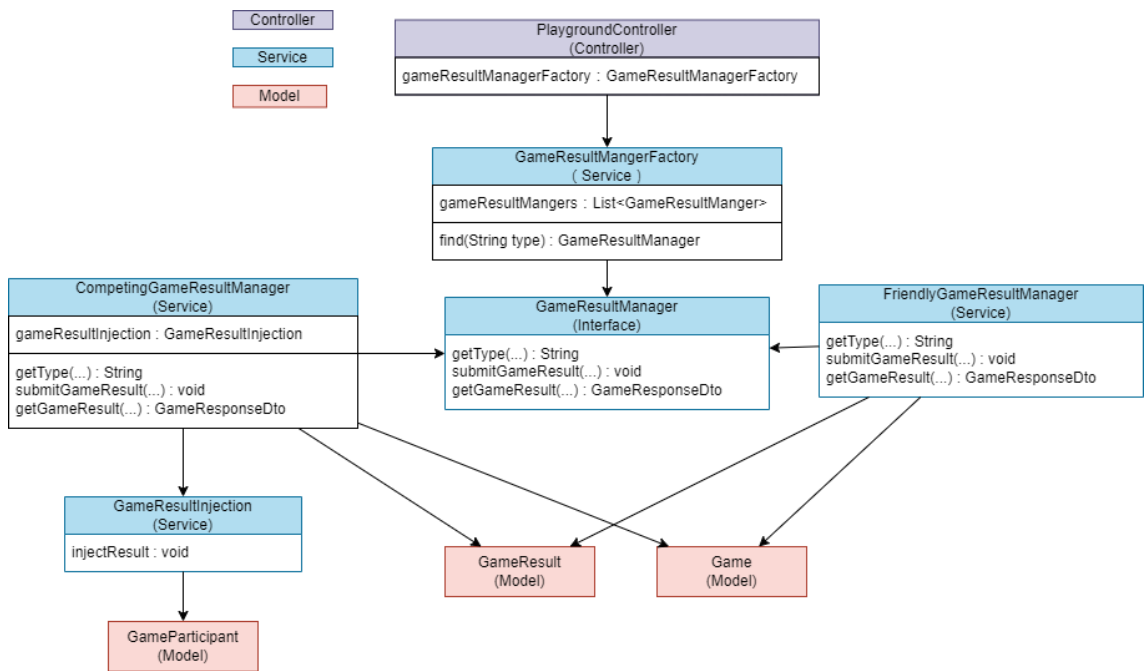 Controller
Service
Model
PlaygroundController
(Controller)
gameResultManagerFactory : GameResultManagerFactory
GameResultMangerFactory
( Service )
gameResultMangers : List<GameResultManger>
find(String type) : GameResultManager
CompetingGameResultManager
(Service)
gameResultInjection : GameResultInjection
getType(...) : String
submitGameResult(...) : void
getGameResult(...) : GameResponseDto
GameResultManager
(Interface)
getType(...) : String
submitGameResult(...) : void
getGameResult(...) : GameResponseDto
FriendlyGameResultManager
(Service)
getType(...) : String
submitGameResult(...) : void
getGameResult(...) : GameResponseDto
GameResultInjection
(Service)
injectResult : void
GameResult
(Model)
Game
(Model)
GameParticipant
(Model)